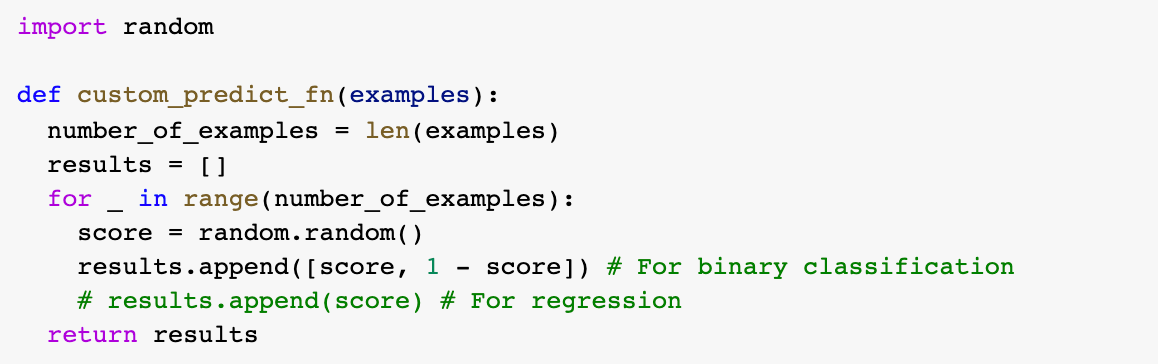 import random
def custom_predict_fn(examples):
  number_of_examples = len(examples)
  results = []
  for _ in range(number_of_examples):
    score = random.random()
    results.append([score, 1 - score]) # For binary classification
    # results.append(score) # For regression
  return results